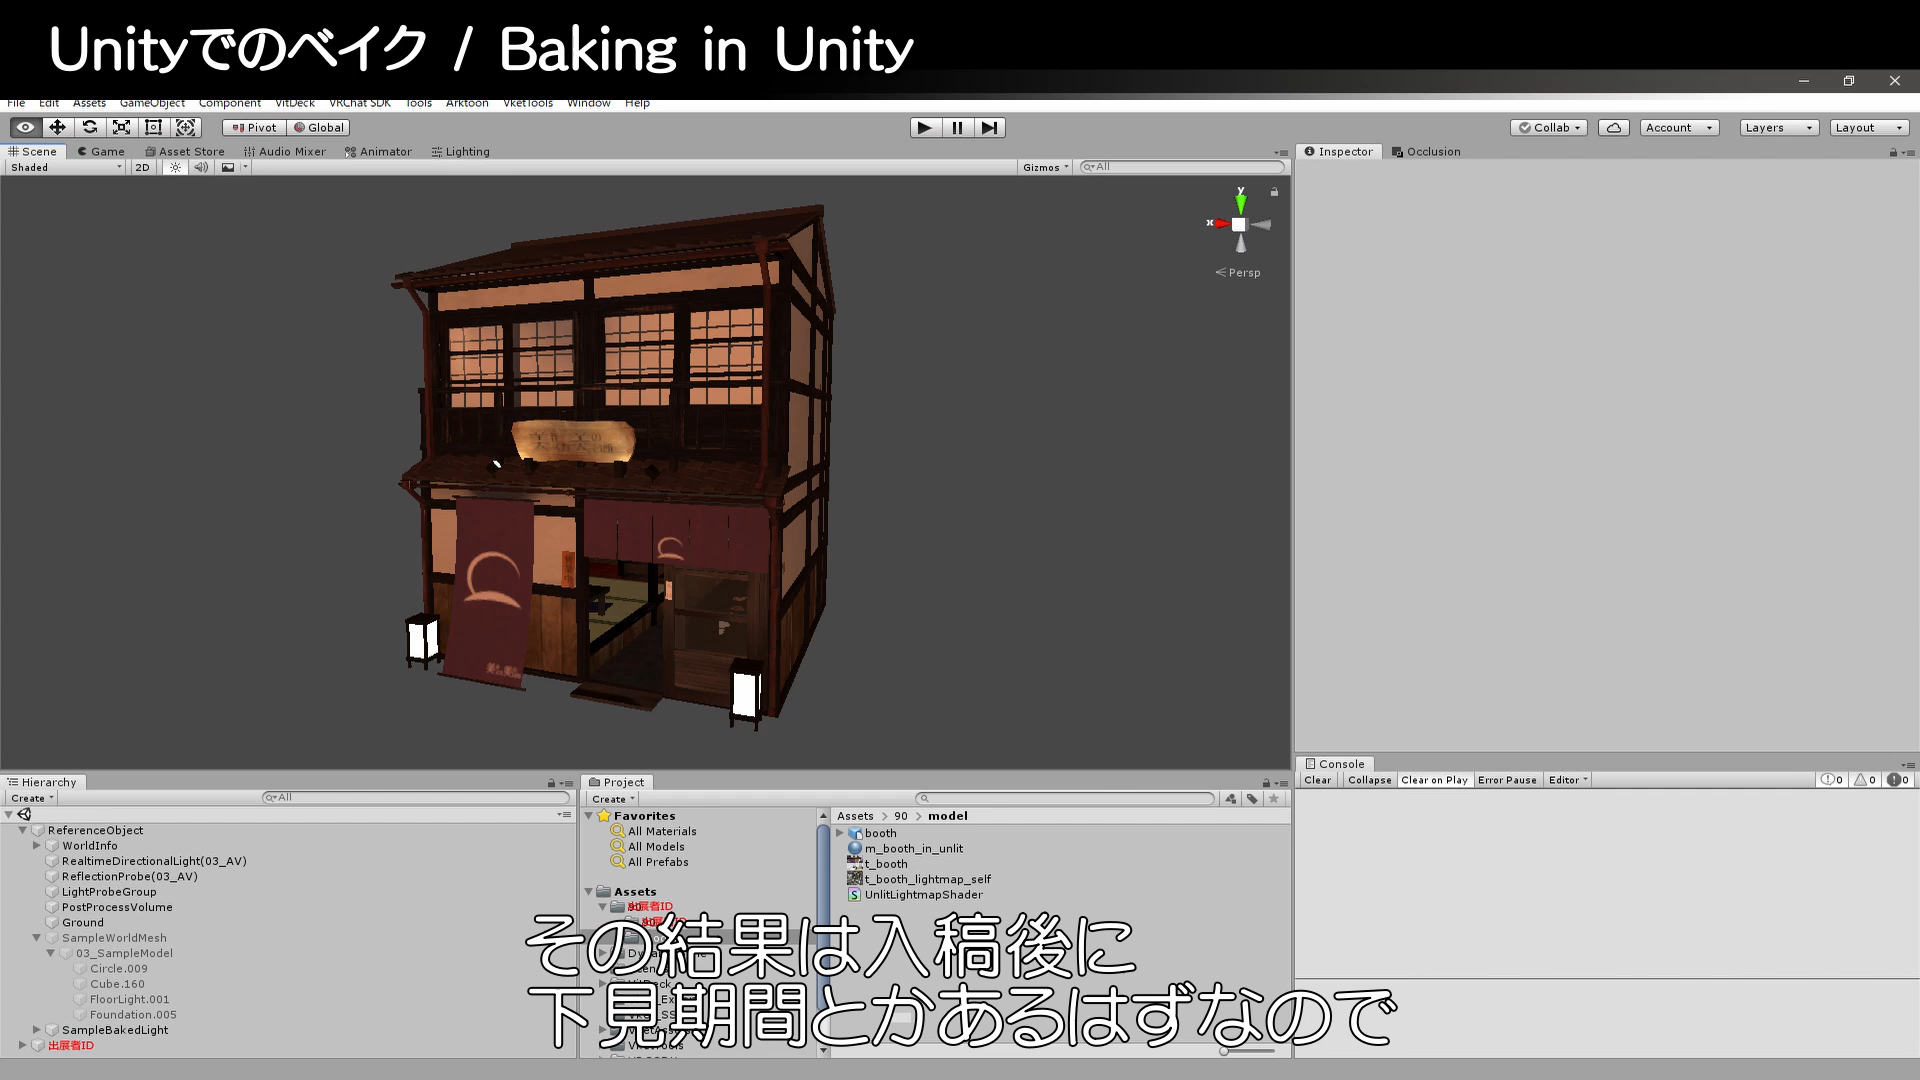 Unityでのベイク / Baking in Unity
File Edit Assets GameObject Component VitDeck VRChat SDK Tools Arktoon VketTools Window Help
Pivot Global
Collab Account Layers Layout
Scene Game Asset Store Audio Mixer Animator Lighting
Inspector Occlusion
Shaded 2D Gizmos All
y
x
Persp
Console
Clear Collapse Clear on Play Error Pause Editor 0 0 0
Hierarchy
Create All
ReferenceObject
WorldInfo
RealtimeDirectionalLight(03_AV)
ReflectionProbe(03_AV)
LightProbeGroup
PostProcessVolume
Ground
SampleWorldMesh
03_SampleModel
Circle.009
Cube.160
FloorLight.001
Foundation.005
SampleBakedLight
出展者ID
Project
Create
Favorites
All Materials
All Models
All Prefabs
Assets
出展者ID
Assets > 90 > model
booth
m_booth_in_unlit
t_booth
t_booth_lightmap_self
UnlitLightmapShader
その結果は入稿後に
下見期間とかあるはずなので